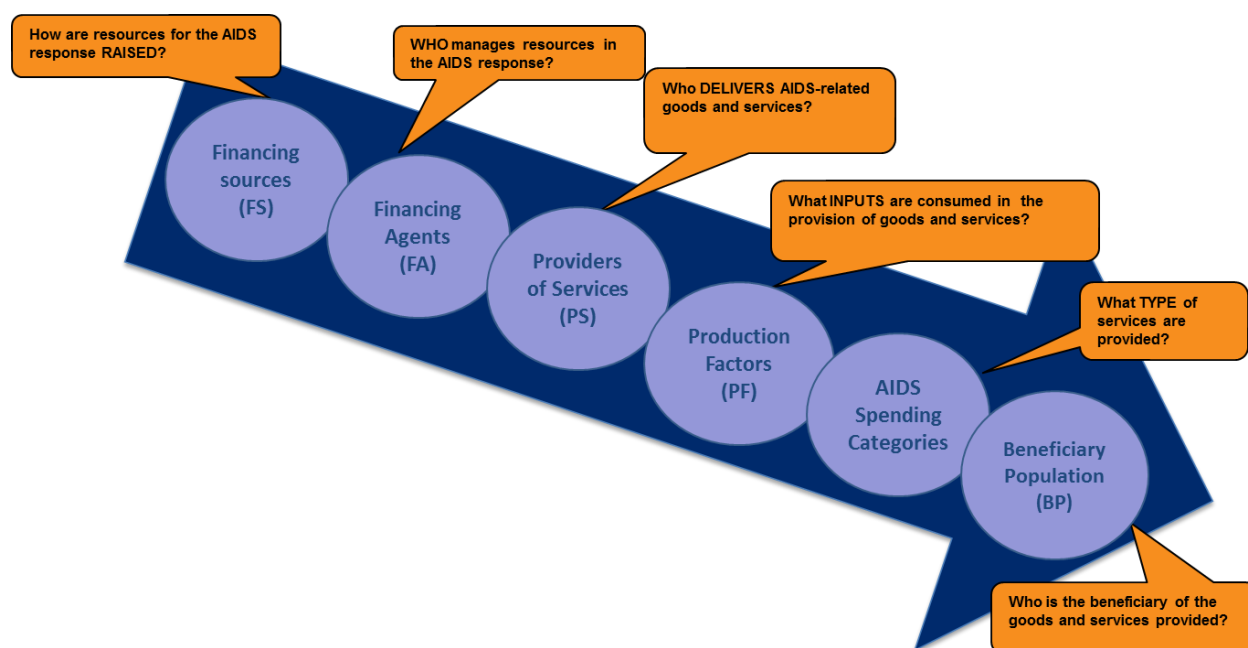 How are resources for the AIDS
response RAISED?
WHO manages resources in
the AIDS response?
Who DELIVERS AIDS-related
goods and services?
What INPUTS are consumed in the
provision of goods and services?
What TYPE of
services are
provided?
Financing
sources
(FS)
Financing
Agents
(FA)
Providers
of Services
(PS)
Production
Factors
(PF)
AIDS
Spending
Categories
Beneficiary
Population
(BP)
Who is the beneficiary of the
goods and services provided?